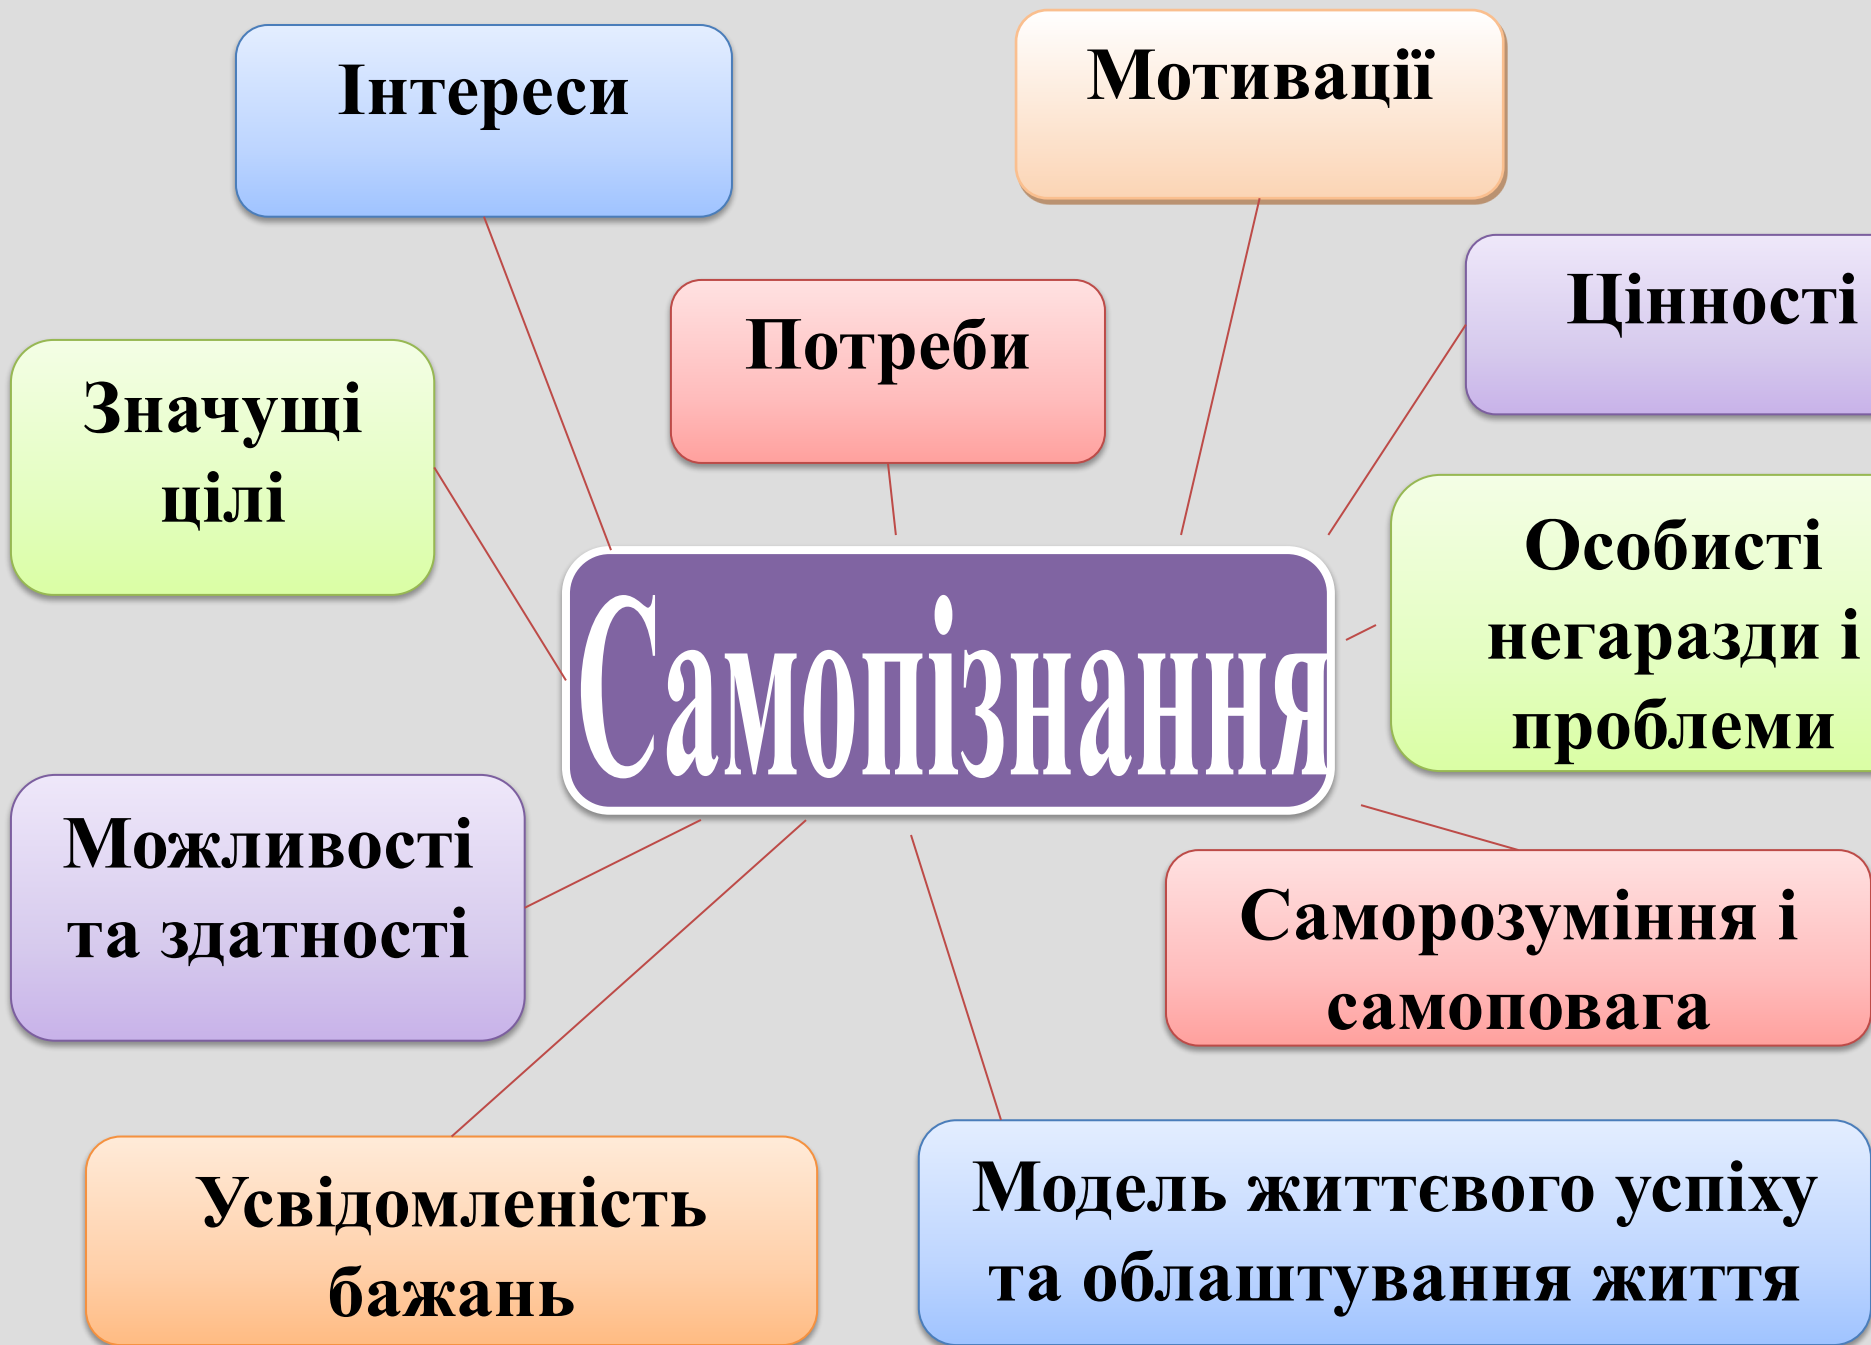 Інтереси
Мотивації
Цінності
Потреби
Значущі
цілі
Особисті
негаразди і
проблеми
Самопізнання
Можливості
та здатності
Саморозуміння і
самоповага
Усвідомленість
бажань
Модель життєвого успіху
та облаштування життя